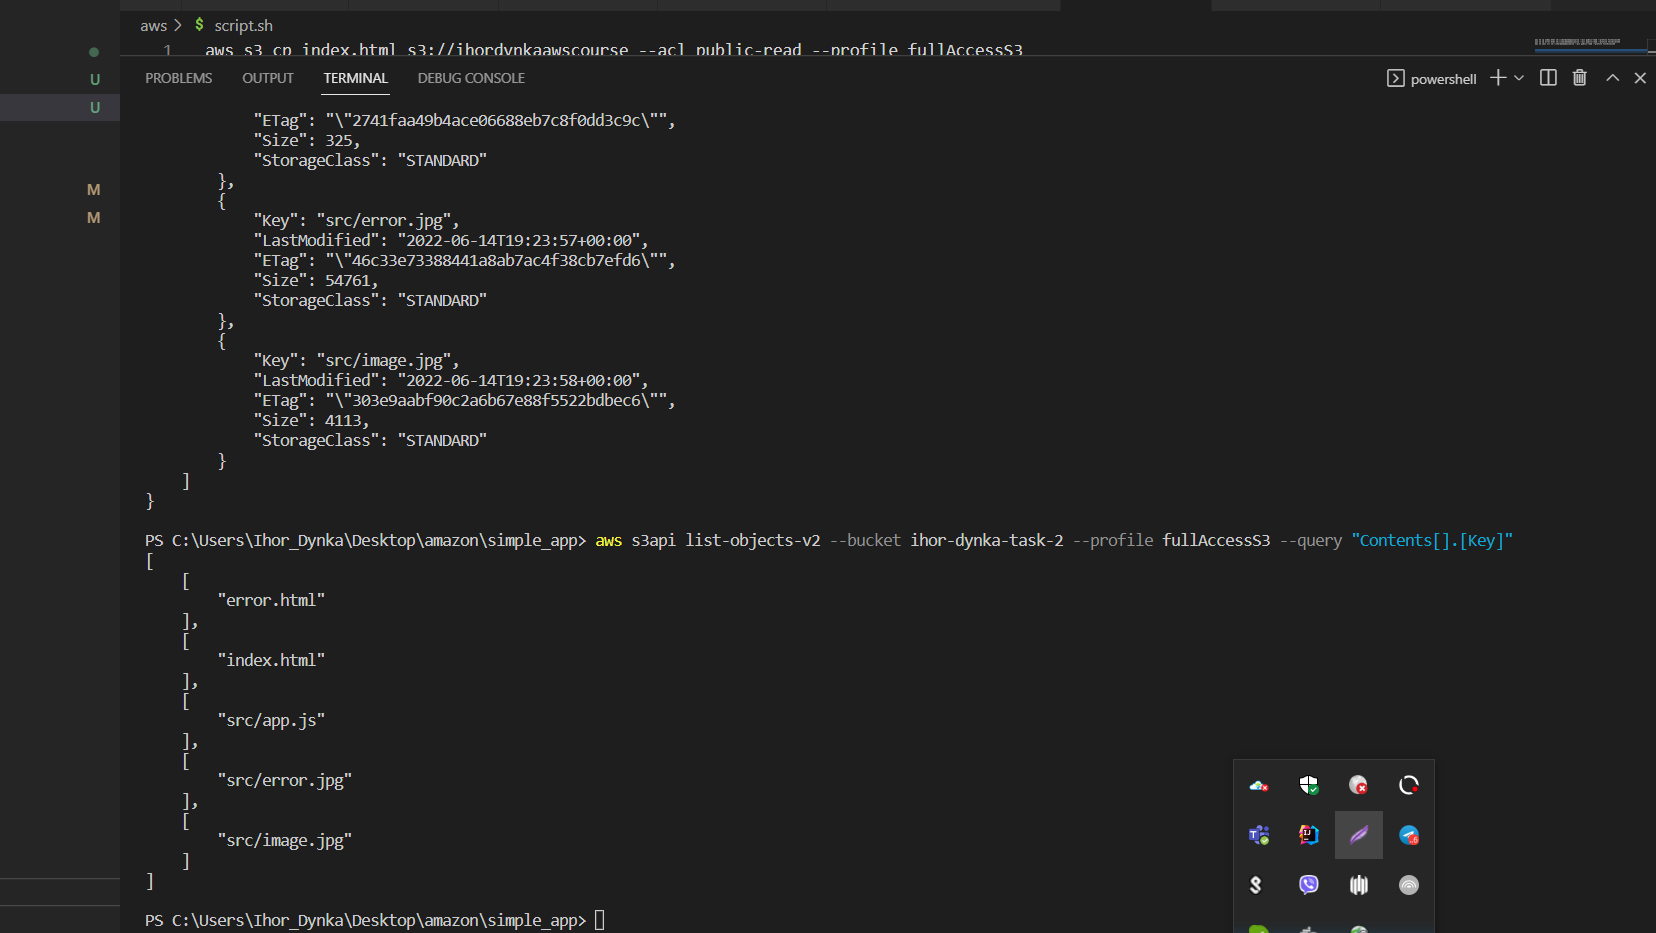 aws > $ script.sh
1 aws s3 cp index.html s3://ihordynkaawscourse --acl public-read --profile fullAccessS3
U
U
M
M
PROBLEMS OUTPUT TERMINAL DEBUG CONSOLE powershell
"ETag": "\"2741faa49b4ace06688eb7c8f0dd3c9c\"",
"Size": 325,
"StorageClass": "STANDARD"
},
{
"Key": "src/error.jpg",
"LastModified": "2022-06-14T19:23:57+00:00",
"ETag": "\"46c33e73388441a8ab7ac4f38cb7efd6\"",
"Size": 54761,
"StorageClass": "STANDARD"
},
{
"Key": "src/image.jpg",
"LastModified": "2022-06-14T19:23:58+00:00",
"ETag": "\"303e9aabf90c2a6b67e88f5522bdbec6\"",
"Size": 4113,
"StorageClass": "STANDARD"
}
]
}
PS C:\Users\Ihor_Dynka\Desktop\amazon\simple_app> aws s3api list-objects-v2 --bucket ihor-dynka-task-2 --profile fullAccessS3 --query "Contents[].[Key]"
[
[
"error.html"
],
[
"index.html"
],
[
"src/app.js"
],
[
"src/error.jpg"
],
[
"src/image.jpg"
]
]
PS C:\Users\Ihor_Dynka\Desktop\amazon\simple_app>